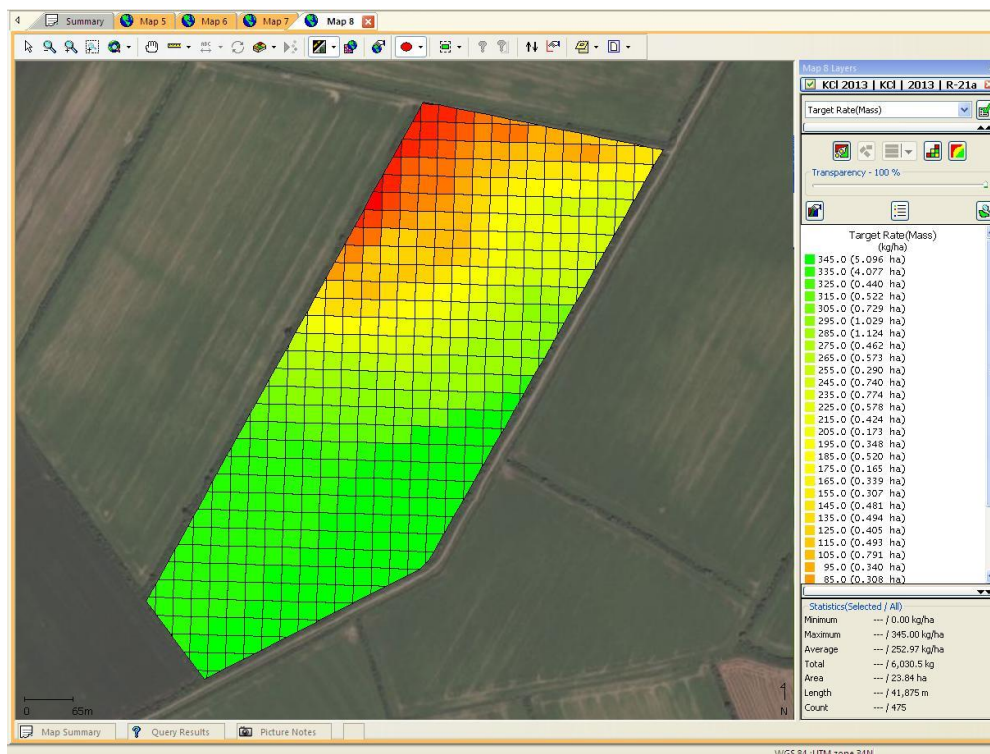 Summary Map 5 Map 6 Map 7 Map 8
ABC
Map 8 Layers
KCl 2013 | KCl | 2013 | R-21a
Target Rate(Mass)
Transparency - 100 %
Target Rate(Mass)
(kg/ha)
345.0 (5.096 ha)
335.0 (4.077 ha)
325.0 (0.440 ha)
315.0 (0.522 ha)
305.0 (0.729 ha)
295.0 (1.029 ha)
285.0 (1.124 ha)
275.0 (0.462 ha)
265.0 (0.573 ha)
255.0 (0.290 ha)
245.0 (0.740 ha)
235.0 (0.774 ha)
225.0 (0.578 ha)
215.0 (0.424 ha)
205.0 (0.173 ha)
195.0 (0.348 ha)
185.0 (0.520 ha)
175.0 (0.165 ha)
165.0 (0.339 ha)
155.0 (0.307 ha)
145.0 (0.481 ha)
135.0 (0.494 ha)
125.0 (0.405 ha)
115.0 (0.493 ha)
105.0 (0.791 ha)
95.0 (0.340 ha)
85.0 (0.308 ha)
Statistics(Selected / All)
Minimum --- / 0.00 kg/ha
Maximum --- / 345.00 kg/ha
Average --- / 252.97 kg/ha
Total --- / 6,030.5 kg
Area --- / 23.84 ha
Length --- / 41,875 m
Count --- / 475
0 65m
N
Map Summary Query Results Picture Notes
WGS 84 :UTM zone 34N